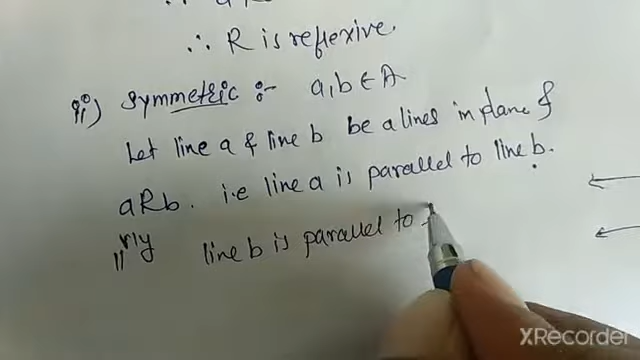 ∴ R is reflexive.
ii) Symmetric :- a,b ∈ A
Let line a & line b be a lines in plane &
aRb. i.e line a is parallel to line b.
||rly line b is parallel to
XRecorder